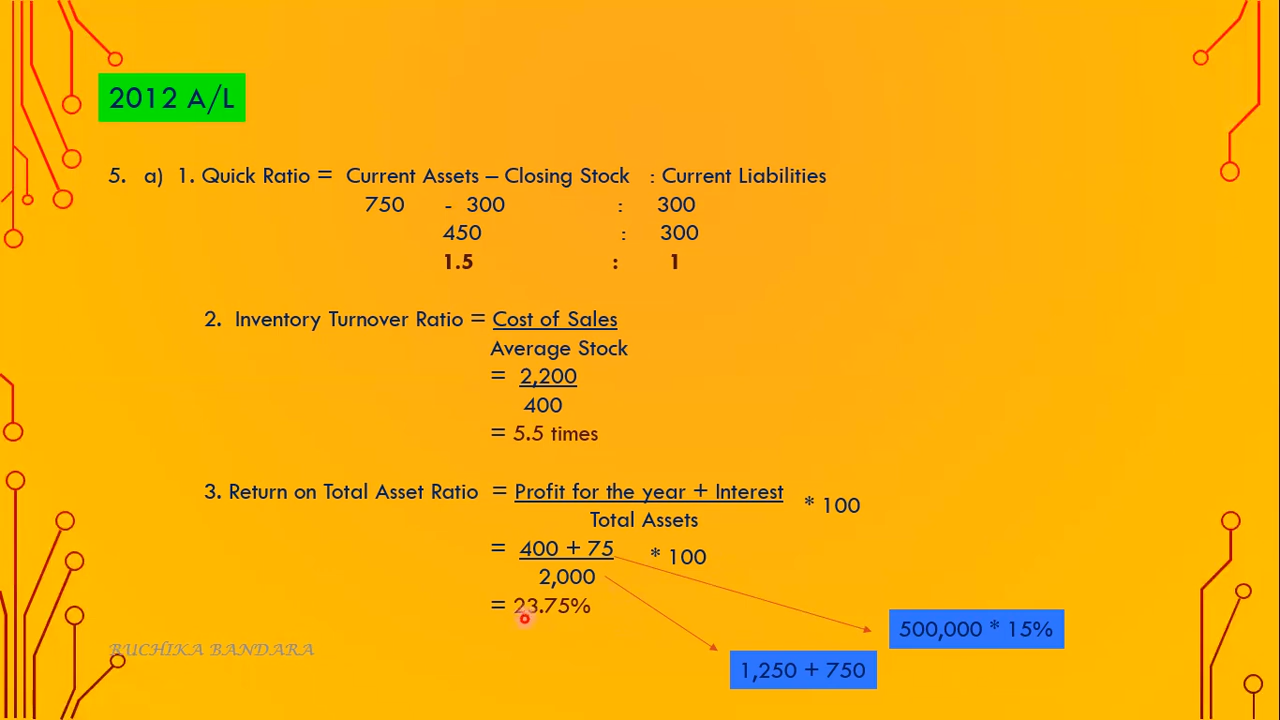 2012 A/L
5. a) 1. Quick Ratio = Current Assets – Closing Stock : Current Liabilities
750 - 300 : 300
450 : 300
1.5 : 1
2. Inventory Turnover Ratio = Cost of Sales
Average Stock
= 2,200
400
= 5.5 times
3. Return on Total Asset Ratio = Profit for the year + Interest * 100
Total Assets
= 400 + 75 * 100
2,000
= 23.75%
500,000 * 15%
RUCHIKA BANDARA
1,250 + 750